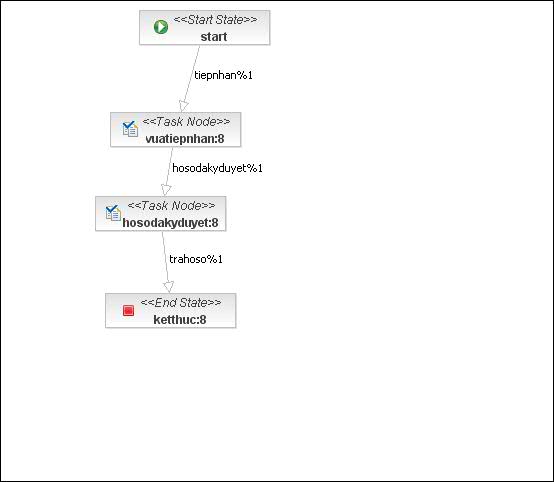 <<Start State>>
start
tiepnhan%1
<<Task Node>>
vuatiepnhan:8
hosodakyduyet%1
<<Task Node>>
hosodakyduyet:8
trahoso%1
<<End State>>
ketthuc:8